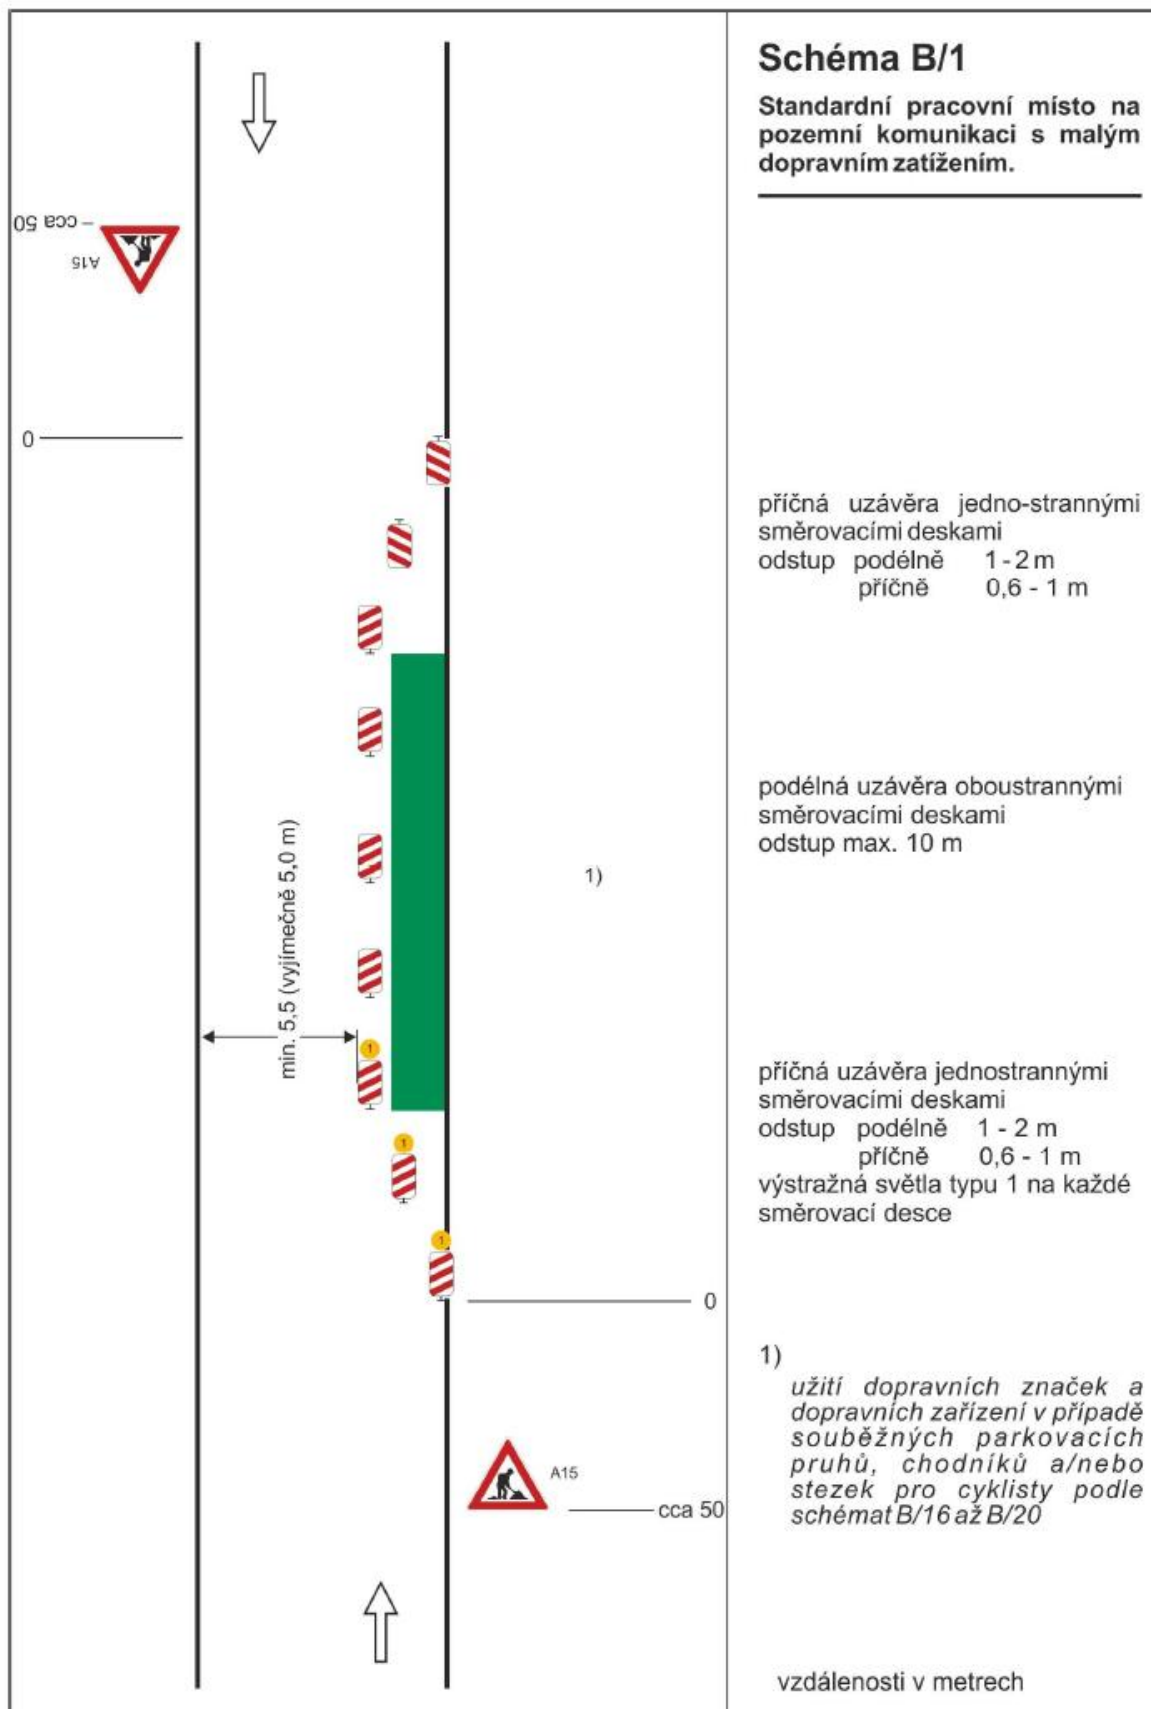 Schéma B/1
Standardní pracovní místo na
pozemní komunikaci s malým
dopravním zatížením.
cca 50
A15
0
příčná uzávěra jedno-strannými
směrovacími deskami
odstup podélně 1 - 2 m
příčně 0,6 - 1 m
podélná uzávěra oboustrannými
směrovacími deskami
odstup max. 10 m
min. 5,5 (vyjímečně 5,0 m)
1)
1
příčná uzávěra jednostrannými
směrovacími deskami
odstup podélně 1 - 2 m
příčně 0,6 - 1 m
výstražná světla typu 1 na každé
směrovací desce
1
1
0
A15
cca 50
1)
užití dopravních značek a
dopravních zařízení v případě
souběžných parkovacích
pruhů, chodníků a/nebo
stezek pro cyklisty podle
schémat B/16 až B/20
vzdálenosti v metrech